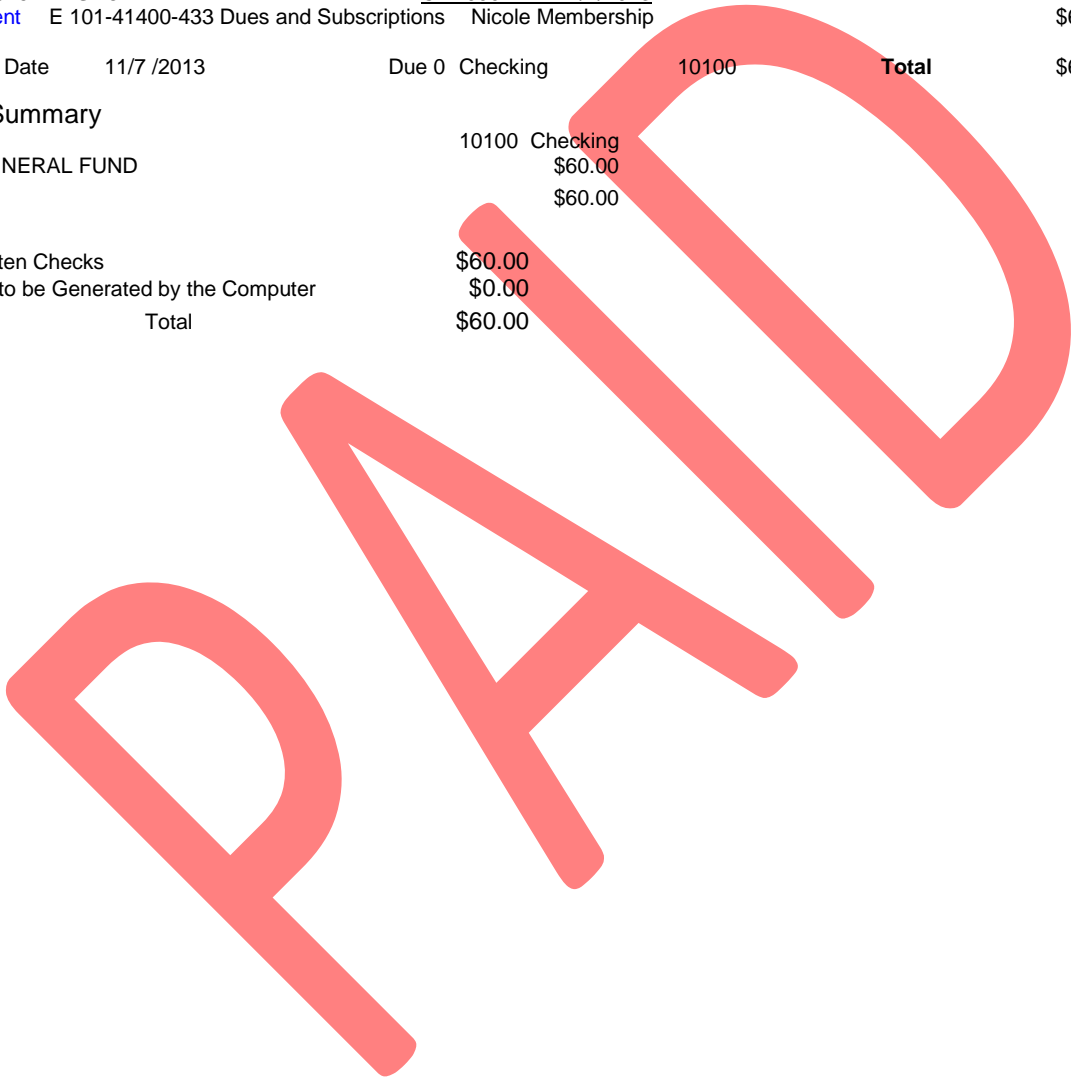 ent E 101-41400-433 Dues and Subscriptions Nicole Membership $6
Date 11/7 /2013 Due 0 Checking 10100 Total $6
Summary
10100 Checking
NERAL FUND $60.00
$60.00
ten Checks $60.00
to be Generated by the Computer $0.00
Total $60.00
PAID